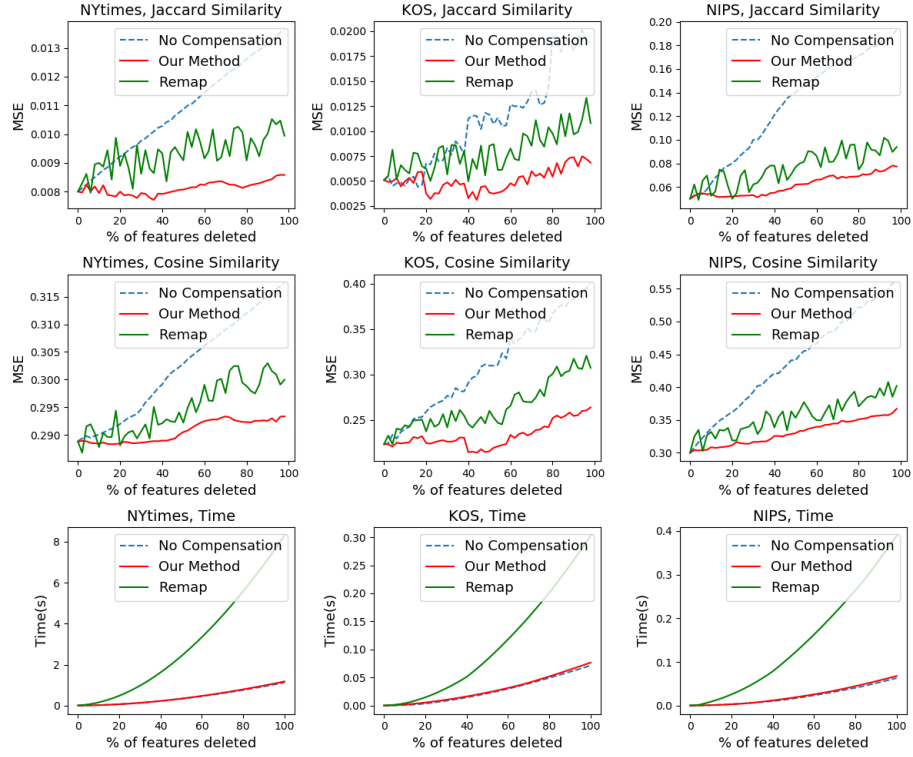 NYtimes, Jaccard Similarity
MSE
0.013
0.012
0.011
0.010
0.009
0.008
No Compensation
Our Method
Remap
0 20 40 60 80 100
% of features deleted
KOS, Jaccard Similarity
MSE
0.0200
0.0175
0.0150
0.0125
0.0100
0.0075
0.0050
0.0025
No Compensation
Our Method
Remap
0 20 40 60 80 100
% of features deleted
NIPS, Jaccard Similarity
MSE
0.20
0.18
0.16
0.14
0.12
0.10
0.08
0.06
No Compensation
Our Method
Remap
0 20 40 60 80 100
% of features deleted
NYtimes, Cosine Similarity
MSE
0.315
0.310
0.305
0.300
0.295
0.290
No Compensation
Our Method
Remap
0 20 40 60 80 100
% of features deleted
KOS, Cosine Similarity
MSE
0.40
0.35
0.30
0.25
No Compensation
Our Method
Remap
0 20 40 60 80 100
% of features deleted
NIPS, Cosine Similarity
MSE
0.55
0.50
0.45
0.40
0.35
0.30
No Compensation
Our Method
Remap
0 20 40 60 80 100
% of features deleted
NYtimes, Time
Time(s)
8
6
4
2
0
No Compensation
Our Method
Remap
0 20 40 60 80 100
% of features deleted
KOS, Time
Time(s)
0.30
0.25
0.20
0.15
0.10
0.05
0.00
No Compensation
Our Method
Remap
0 20 40 60 80 100
% of features deleted
NIPS, Time
Time(s)
0.4
0.3
0.2
0.1
0.0
No Compensation
Our Method
Remap
0 20 40 60 80 100
% of features deleted